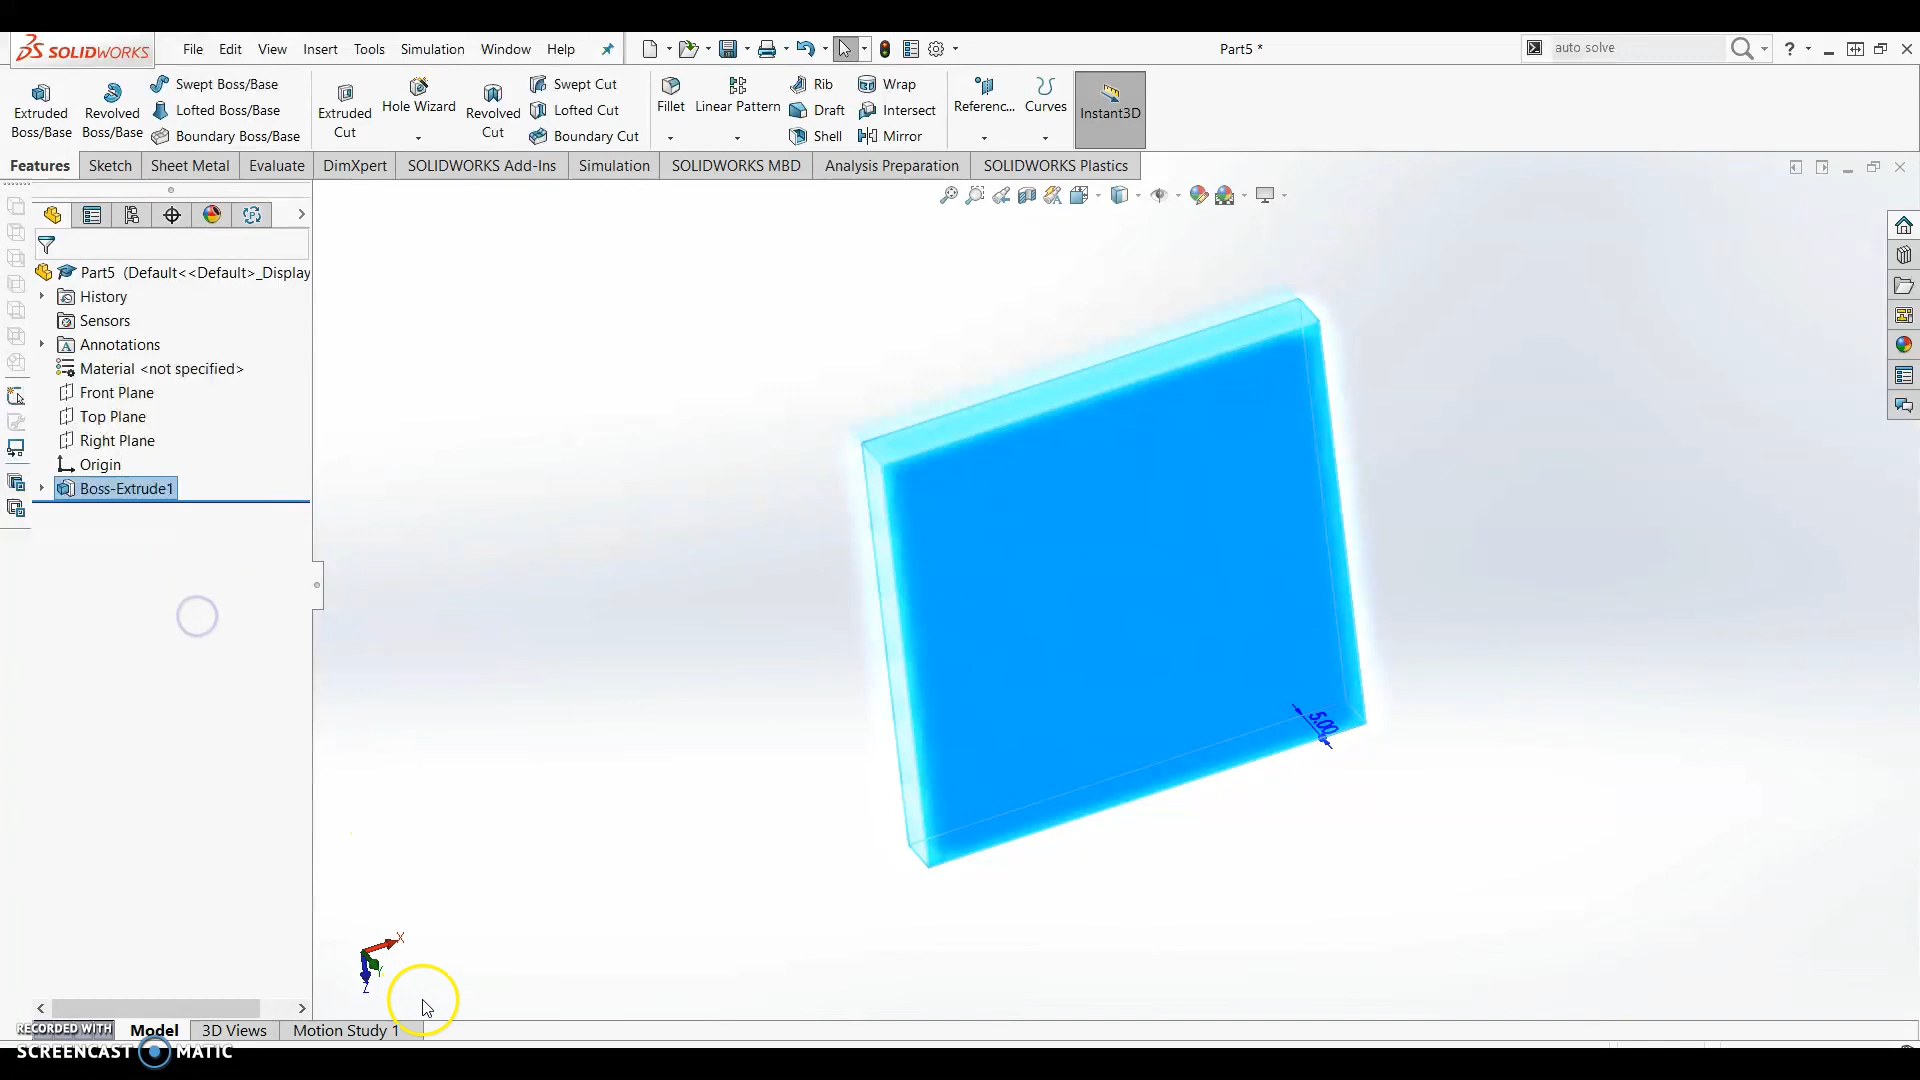 SOLIDWORKS File Edit View Insert Tools Simulation Window Help Part5 * auto solve
Extruded Boss/Base
Revolved Boss/Base
Swept Boss/Base
Lofted Boss/Base
Boundary Boss/Base
Extruded Cut
Hole Wizard
Revolved Cut
Swept Cut
Lofted Cut
Boundary Cut
Fillet
Linear Pattern
Rib
Draft
Shell
Wrap
Intersect
Mirror
Referenc...
Curves
Instant3D
Features Sketch Sheet Metal Evaluate DimXpert SOLIDWORKS Add-Ins Simulation SOLIDWORKS MBD Analysis Preparation SOLIDWORKS Plastics
Part5 (Default<<Default>_Display
History
Sensors
Annotations
Material <not specified>
Front Plane
Top Plane
Right Plane
Origin
Boss-Extrude1
5.00
X
Y
Z
Model 3D Views Motion Study 1
RECORDED WITH
SCREENCAST MATIC